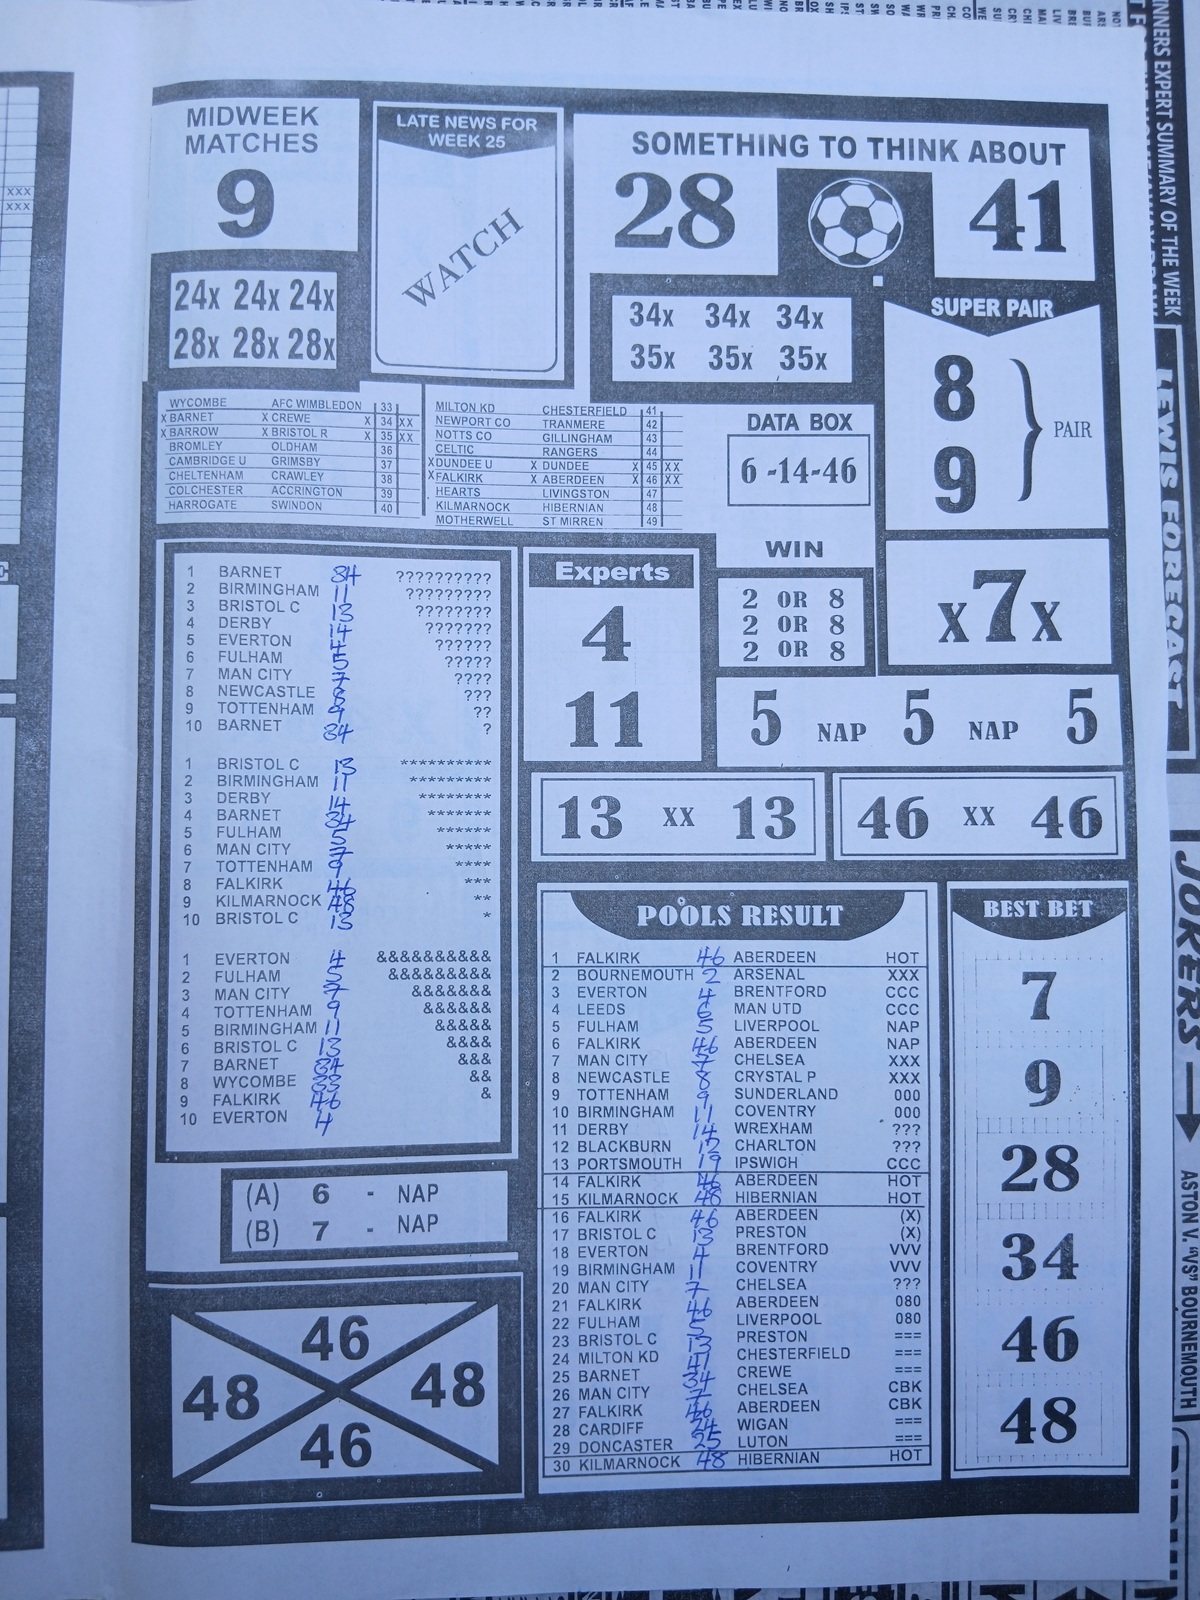 MIDWEEK
MATCHES
9
24x 24x 24x
28x 28x 28x
LATE NEWS FOR
WEEK 25
WATCH
SOMETHING TO THINK ABOUT
28 41
34x 34x 34x
35x 35x 35x
SUPER PAIR
8
9
PAIR
WYCOMBE AFC WIMBLEDON 33
X BARNET X CREWE X 34 XX
X BARROW X BRISTOL R X 35 XX
BROMLEY OLDHAM 36
CAMBRIDGE U GRIMSBY 37
CHELTENHAM CRAWLEY 38
COLCHESTER ACCRINGTON 39
HARROGATE SWINDON 40
MILTON KD CHESTERFIELD 41
NEWPORT CO TRANMERE 42
NOTTS CO GILLINGHAM 43
CELTIC RANGERS 44
X DUNDEE U X DUNDEE X 45 XX
X FALKIRK X ABERDEEN X 46 XX
HEARTS LIVINGSTON 47
KILMARNOCK HIBERNIAN 48
MOTHERWELL ST MIRREN 49
DATA BOX
6 -14-46
WIN
2 OR 8
2 OR 8
2 OR 8
x7x
1 BARNET 34 ??????????
2 BIRMINGHAM 11 ?????????
3 BRISTOL C 13 ????????
4 DERBY 14 ???????
5 EVERTON 4 ??????
6 FULHAM 5 ?????
7 MAN CITY 7 ????
8 NEWCASTLE 8 ???
9 TOTTENHAM 9 ??
10 BARNET 34 ?
1 BRISTOL C 13 **********
2 BIRMINGHAM 11 *********
3 DERBY 14 ********
4 BARNET 34 *******
5 FULHAM 5 ******
6 MAN CITY 7 *****
7 TOTTENHAM 9 ****
8 FALKIRK 46 ***
9 KILMARNOCK 48 **
10 BRISTOL C 13 *
1 EVERTON 4 &&&&&&&&&&
2 FULHAM 5 &&&&&&&&&
3 MAN CITY 7 &&&&&&&
4 TOTTENHAM 9 &&&&&&
5 BIRMINGHAM 11 &&&&&
6 BRISTOL C 13 &&&&
7 BARNET 34 &&&
8 WYCOMBE 33 &&
9 FALKIRK 46 &
10 EVERTON 4
Experts
4
11
5 NAP 5 NAP 5
13 xx 13
46 xx 46
(A) 6 - NAP
(B) 7 - NAP
46
48 48
46
POOLS RESULT
1 FALKIRK 46 ABERDEEN HOT
2 BOURNEMOUTH 2 ARSENAL XXX
3 EVERTON 4 BRENTFORD CCC
4 LEEDS 6 MAN UTD CCC
5 FULHAM 5 LIVERPOOL NAP
6 FALKIRK 46 ABERDEEN NAP
7 MAN CITY 7 CHELSEA XXX
8 NEWCASTLE 8 CRYSTAL P XXX
9 TOTTENHAM 9 SUNDERLAND 000
10 BIRMINGHAM 11 COVENTRY 000
11 DERBY 14 WREXHAM ???
12 BLACKBURN 12 CHARLTON ???
13 PORTSMOUTH 19 IPSWICH CCC
14 FALKIRK 46 ABERDEEN HOT
15 KILMARNOCK 48 HIBERNIAN HOT
16 FALKIRK 46 ABERDEEN (X)
17 BRISTOL C 13 PRESTON (X)
18 EVERTON 4 BRENTFORD VVV
19 BIRMINGHAM 11 COVENTRY VVV
20 MAN CITY 7 CHELSEA ???
21 FALKIRK 46 ABERDEEN 080
22 FULHAM 5 LIVERPOOL 080
23 BRISTOL C 13 PRESTON ===
24 MILTON KD 41 CHESTERFIELD ===
25 BARNET 34 CREWE ===
26 MAN CITY 7 CHELSEA CBK
27 FALKIRK 46 ABERDEEN CBK
28 CARDIFF 24 WIGAN ===
29 DONCASTER 25 LUTON ===
30 KILMARNOCK 48 HIBERNIAN HOT
BEST BET
7
9
28
34
46
48
XXX
XXX
EXPERT SUMMARY OF THE WEEK
LEWIS FORECAST
JOKERS
ASTON V. "VS" BOURNEMOUTH